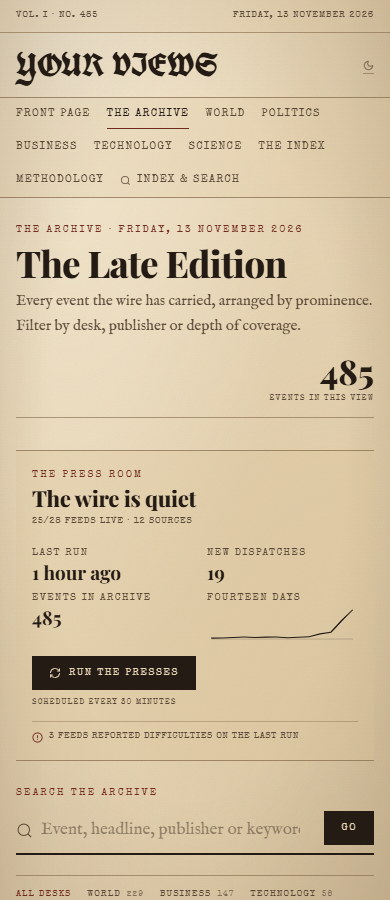 VOL. I · NO. 485
FRIDAY, 13 NOVEMBER 2026
YOUR VIEWS
FRONT PAGE THE ARCHIVE WORLD POLITICS
BUSINESS TECHNOLOGY SCIENCE THE INDEX
METHODOLOGY INDEX & SEARCH
THE ARCHIVE · FRIDAY, 13 NOVEMBER 2026
The Late Edition
Every event the wire has carried, arranged by prominence.
Filter by desk, publisher or depth of coverage.
485
EVENTS IN THIS VIEW
THE PRESS ROOM
The wire is quiet
25/28 FEEDS LIVE · 12 SOURCES
LAST RUN
1 hour ago
NEW DISPATCHES
19
EVENTS IN ARCHIVE
485
FOURTEEN DAYS
RUN THE PRESSES
SCHEDULED EVERY 30 MINUTES
3 FEEDS REPORTED DIFFICULTIES ON THE LAST RUN
SEARCH THE ARCHIVE
Event, headline, publisher or keywor
GO
ALL DESKS WORLD 229 BUSINESS 147 TECHNOLOGY 58